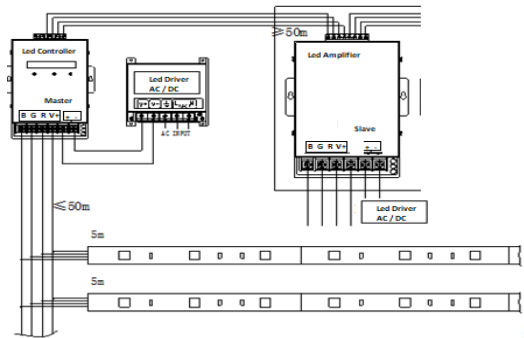 ≥50m
Led Controller
Led Amplifier
Led Driver
AC / DC
Master
V+ V-
AC INPUT
B G R V+
+ -
Slave
B G R V+
+ -
≤50m
Led Driver
AC / DC
5m
5m